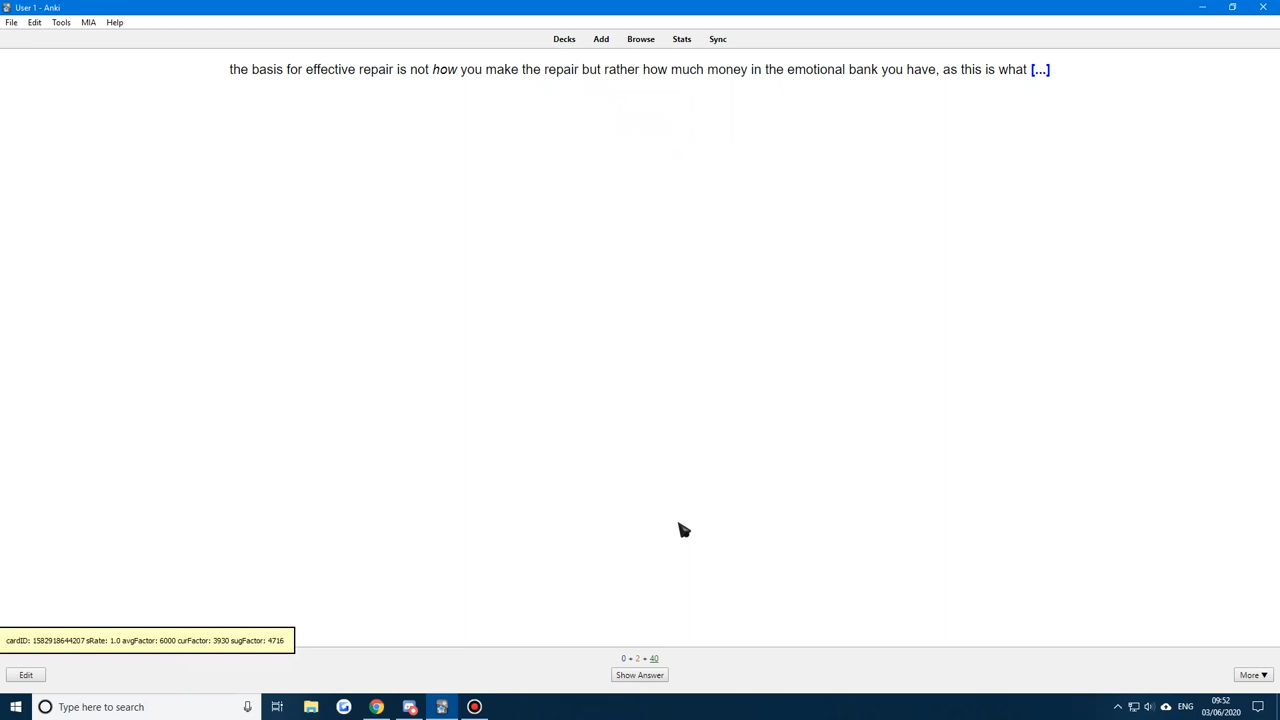 User 1 - Anki
File Edit Tools MIA Help
Decks Add Browse Stats Sync
the basis for effective repair is not how you make the repair but rather how much money in the emotional bank you have, as this is what [...]
cardID: 1582918644207 sRate: 1.0 avgFactor: 6000 curFactor: 3930 sugFactor: 4716
0 + 2 + 40
Edit Show Answer More ▼
Type here to search
ENG
09:52
03/06/2020